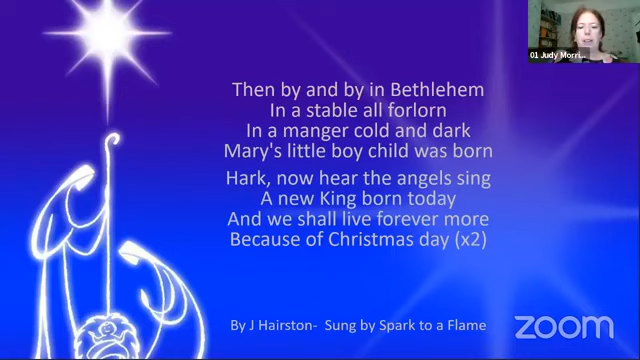 01 Judy Morri...
Then by and by in Bethlehem
In a stable all forlorn
In a manger cold and dark
Mary's little boy child was born
Hark, now hear the angels sing
A new King born today
And we shall live forever more
Because of Christmas day (x2)
By J Hairston- Sung by Spark to a Flame
zoom